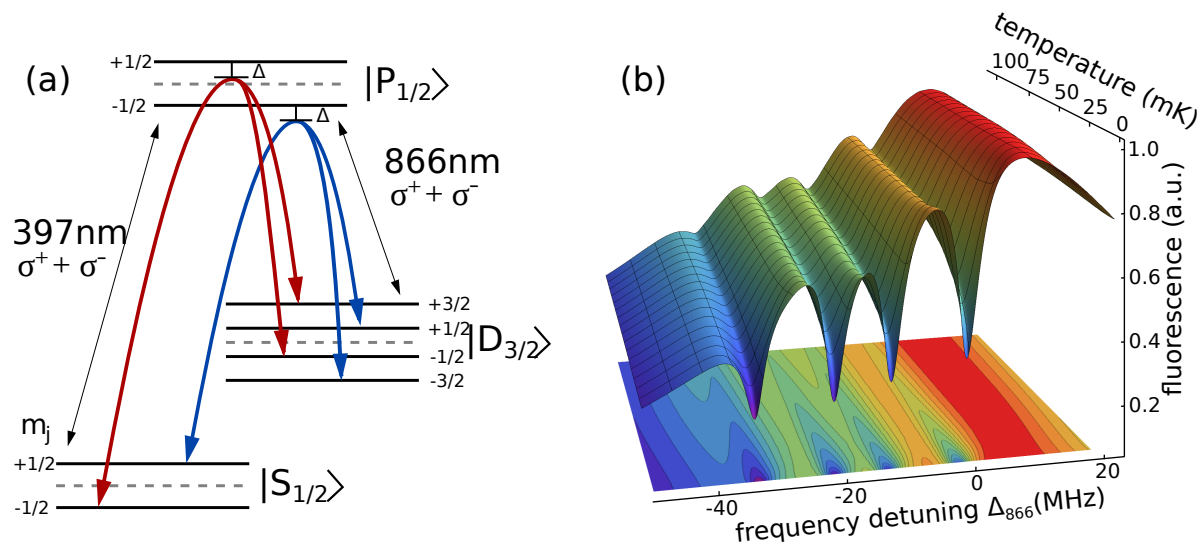 (a)
+1/2
Δ
-1/2
Δ
|P1/2⟩
866nm
σ+ + σ-
397nm
σ+ + σ-
+3/2
+1/2
-1/2
-3/2
|D3/2⟩
mj
+1/2
-1/2
|S1/2⟩
(b)
temperature (mK)
100
75
50
25
0
1.0
0.8
0.6
0.4
0.2
fluorescence (a.u.)
-40
-20
0
20
frequency detuning Δ866(MHz)